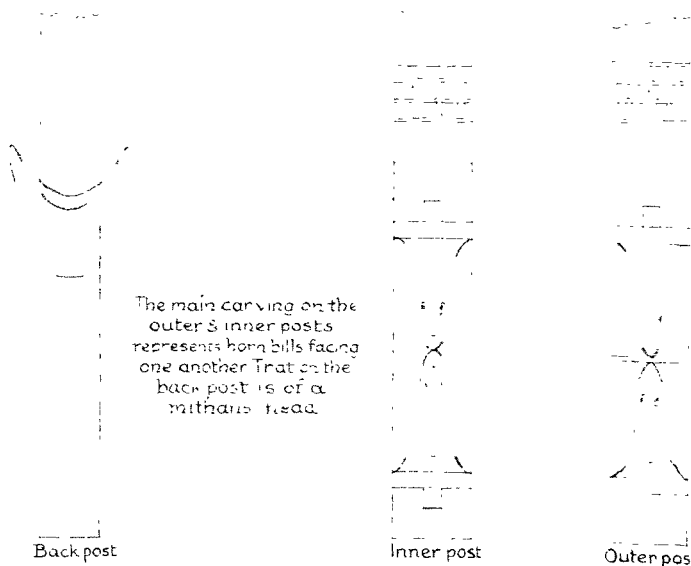 The main carving on the
outer & inner posts
represents horn bills facing
one another That on the
back post is of a
mithans head
Back post
Inner post
Outer pos